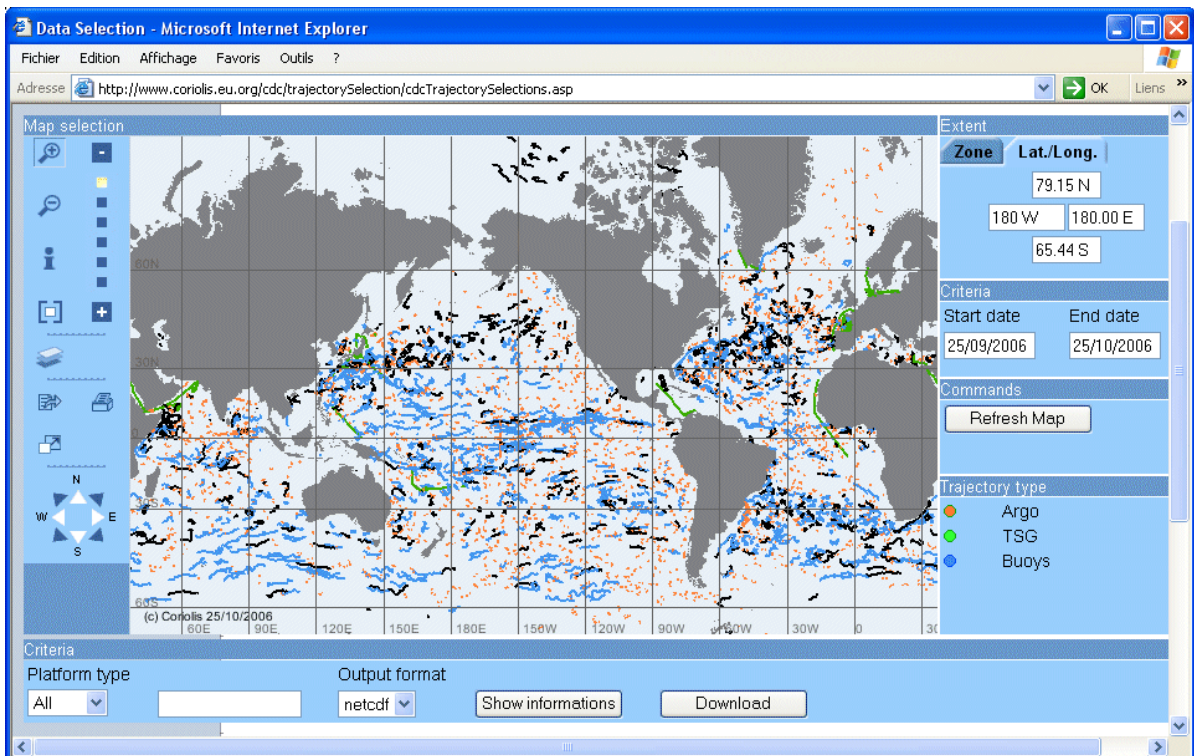 Data Selection - Microsoft Internet Explorer
Fichier Edition Affichage Favoris Outils ?
Adresse http://www.coriolis.eu.org/cdc/trajectorySelection/cdcTrajectorySelections.asp OK Liens »
Map selection
-
+
N
W E
S
60N
30N
0
60S
(c) Coriolis 25/10/2006
60E 90E 120E 150E 180E 150W 120W 90W 30W 0 30
Extent
Zone Lat./Long.
79.15 N
180 W 180.00 E
65.44 S
Criteria
Start date End date
25/09/2006 25/10/2006
Commands
Refresh Map
Trajectory type
Argo
TSG
Buoys
Criteria
Platform type Output format
All netcdf Show informations Download